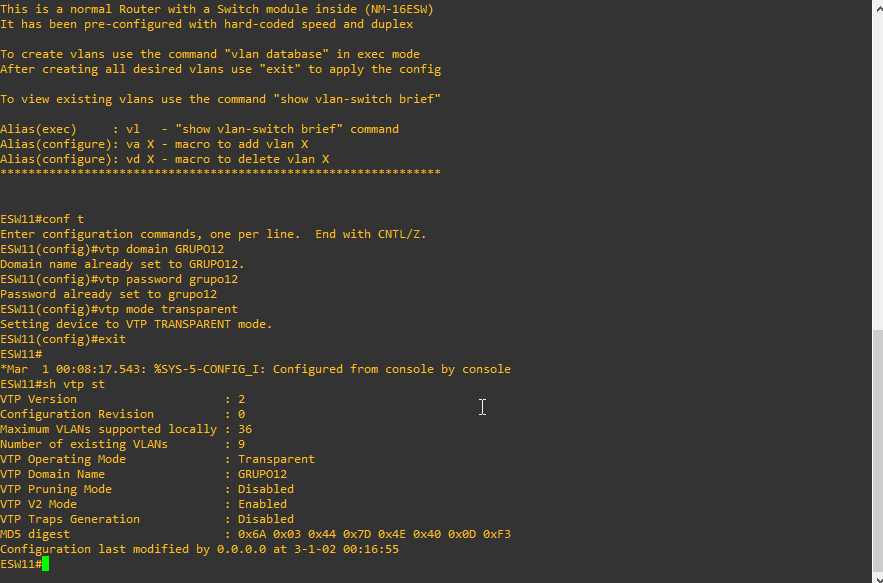 This is a normal Router with a Switch module inside (NM-16ESW)
It has been pre-configured with hard-coded speed and duplex
To create vlans use the command "vlan database" in exec mode
After creating all desired vlans use "exit" to apply the config
To view existing vlans use the command "show vlan-switch brief"
Alias(exec)     : vl   - "show vlan-switch brief" command
Alias(configure): va X - macro to add vlan X
Alias(configure): vd X - macro to delete vlan X
***************************************************************
ESW11#conf t
Enter configuration commands, one per line.  End with CNTL/Z.
ESW11(config)#vtp domain GRUPO12
Domain name already set to GRUPO12.
ESW11(config)#vtp password grupo12
Password already set to grupo12
ESW11(config)#vtp mode transparent
Setting device to VTP TRANSPARENT mode.
ESW11(config)#exit
ESW11#
*Mar  1 00:08:17.543: %SYS-5-CONFIG_I: Configured from console by console
ESW11#sh vtp st
VTP Version                     : 2
Configuration Revision          : 0
Maximum VLANs supported locally : 36
Number of existing VLANs        : 9
VTP Operating Mode              : Transparent
VTP Domain Name                 : GRUPO12
VTP Pruning Mode                : Disabled
VTP V2 Mode                     : Enabled
VTP Traps Generation            : Disabled
MD5 digest                      : 0x6A 0x03 0x44 0x7D 0x4E 0x40 0x0D 0xF3
Configuration last modified by 0.0.0.0 at 3-1-02 00:16:55
ESW11#